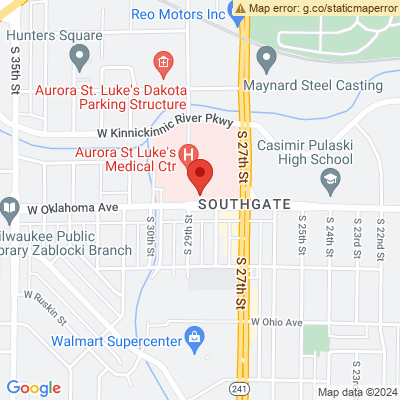 Map error: g.co/staticmaperror
Reo Motors Inc
Hunters Square
S 35th St
Aurora St. Luke's Dakota
Parking Structure
Maynard Steel Casting
W Kinnickinnic River Pkwy
S 27th St
Casimir Pulaski
High School
Aurora St Luke's
Medical Ctr
H
W Oklahoma Ave
SOUTHGATE
S 30th St
S 29th St
S 25th St
S 24th St
S 23rd St
S 22nd St
Milwaukee Public
Library Zablocki Branch
S 27th St
W Ruskin St
W Ohio Ave
Walmart Supercenter
S 23rd
241
Google
Map data ©2024